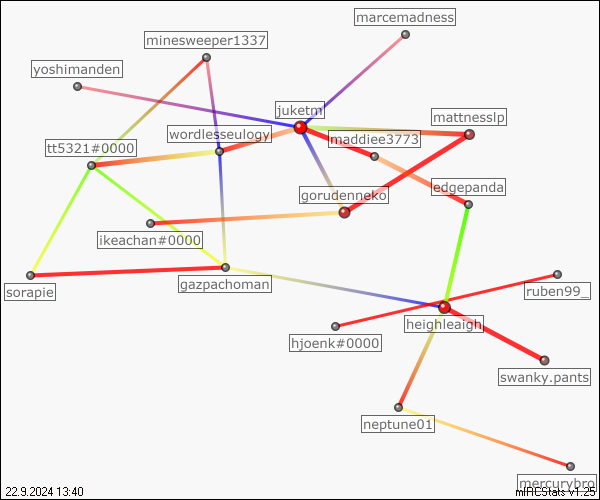 marcemadness
minesweeper1337
yoshimanden
juketm
mattnesslp
wordlesseulogy
maddiee3773
tt5321#0000
edgepanda
gorudenneko
ikeachan#0000
gazpachoman
sorapie
ruben99_
heighleaigh
hjoenk#0000
swanky.pants
neptune01
mercurybro
22.9.2024 13:40
mIRCStats v1.25